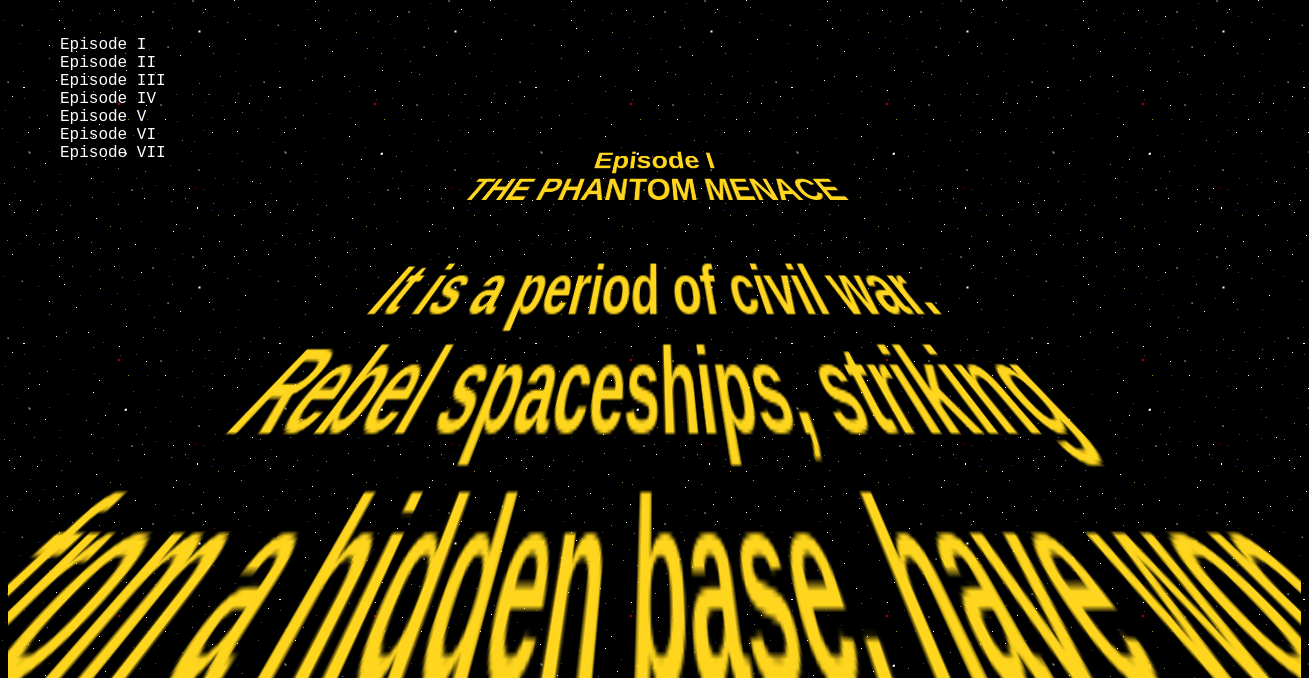 Episode I
Episode II
Episode III
Episode IV
Episode V
Episode VI
Episode VII
Episode I
THE PHANTOM MENACE
It is a period of civil war.
Rebel spaceships, striking
from a hidden base, have won